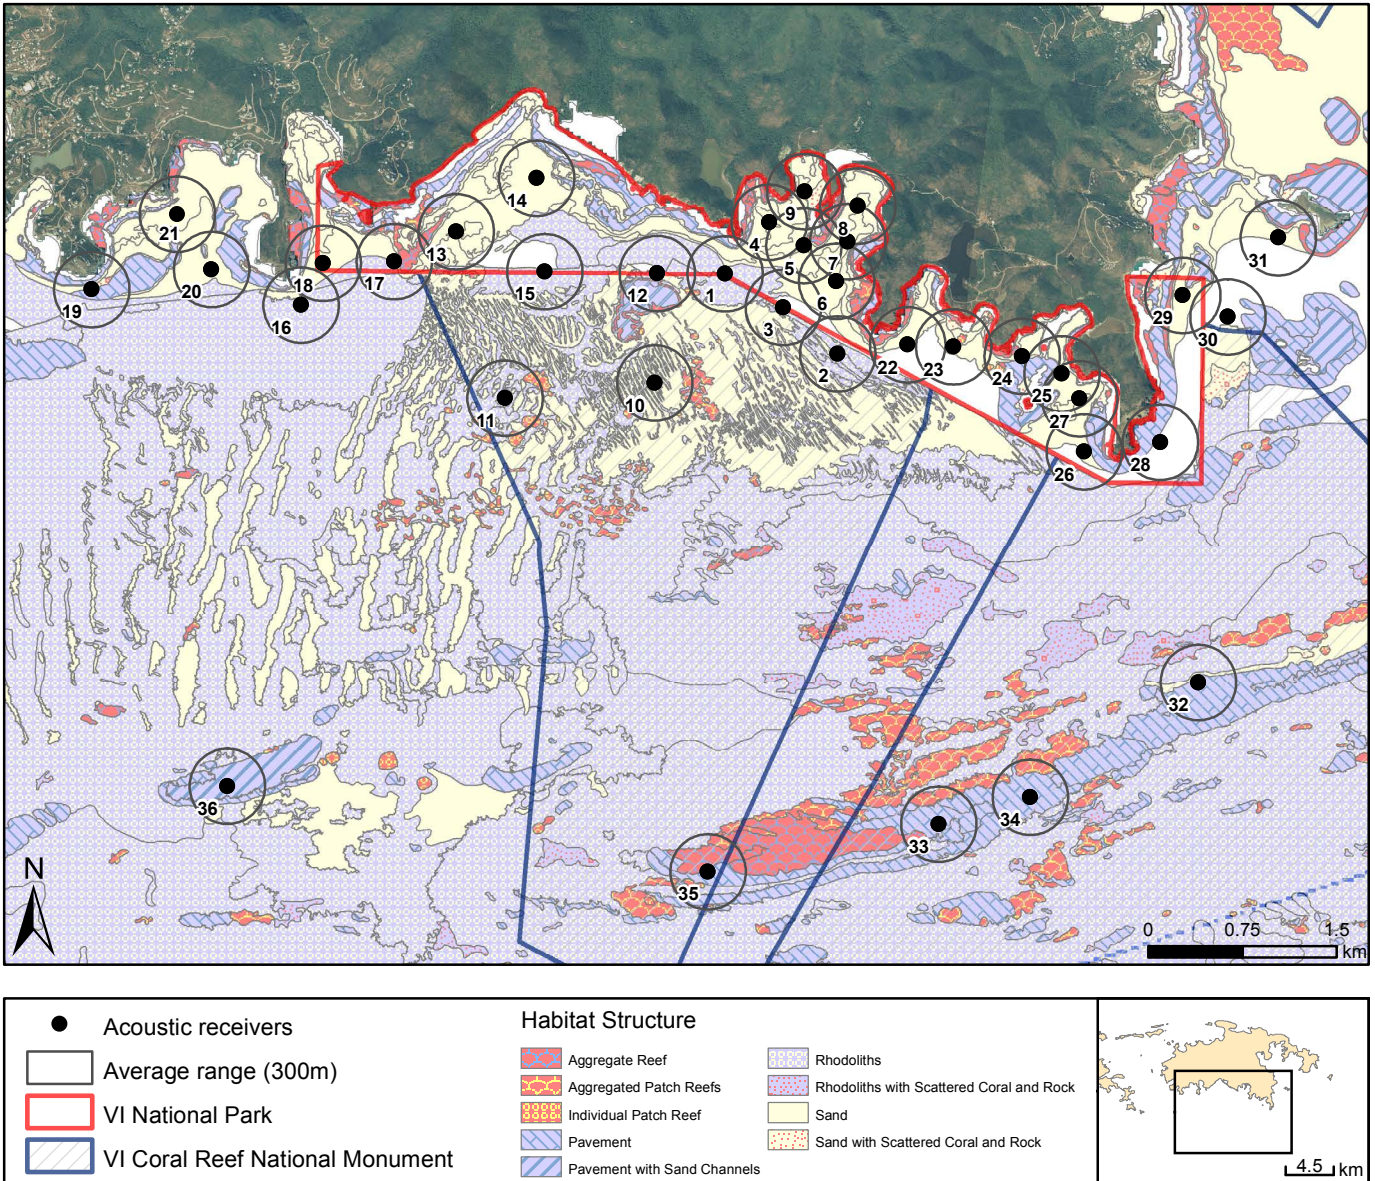 14
9
8
21
13
4
31
5
7
18
17
20
15
12
1
6
29
19
16
3
30
2
22
23
24
25
11
10
27
26
28
32
36
34
33
35
N
0 0.75 1.5
km
Acoustic receivers
Average range (300m)
VI National Park
VI Coral Reef National Monument
Habitat Structure
Aggregate Reef
Aggregated Patch Reefs
Individual Patch Reef
Pavement
Pavement with Sand Channels
Rhodoliths
Rhodoliths with Scattered Coral and Rock
Sand
Sand with Scattered Coral and Rock
4.5 km